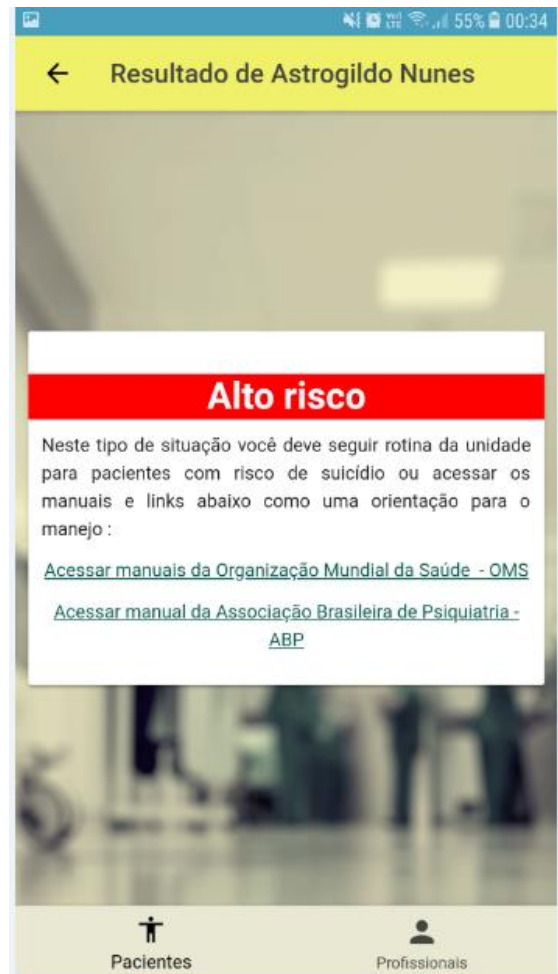 55% 00:34
Resultado de Astrogildo Nunes
Alto risco
Neste tipo de situação você deve seguir rotina da unidade
para pacientes com risco de suicídio ou acessar os
manuais e links abaixo como uma orientação para o
manejo :
Acessar manuais da Organização Mundial da Saúde - OMS
Acessar manual da Associação Brasileira de Psiquiatria -
ABP
Pacientes
Profissionais